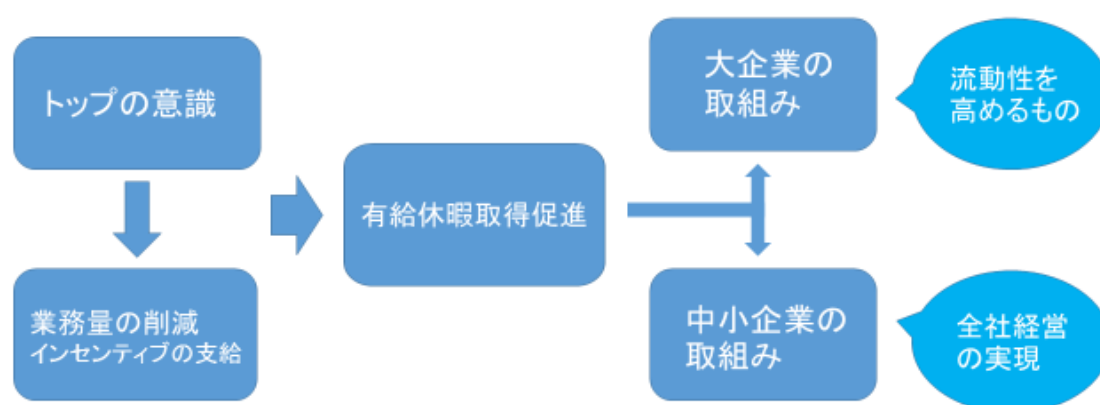 トップの意識
業務量の削減
インセンティブの支給
有給休暇取得促進
大企業の
取組み
流動性を
高めるもの
中小企業の
取組み
全社経営
の実現